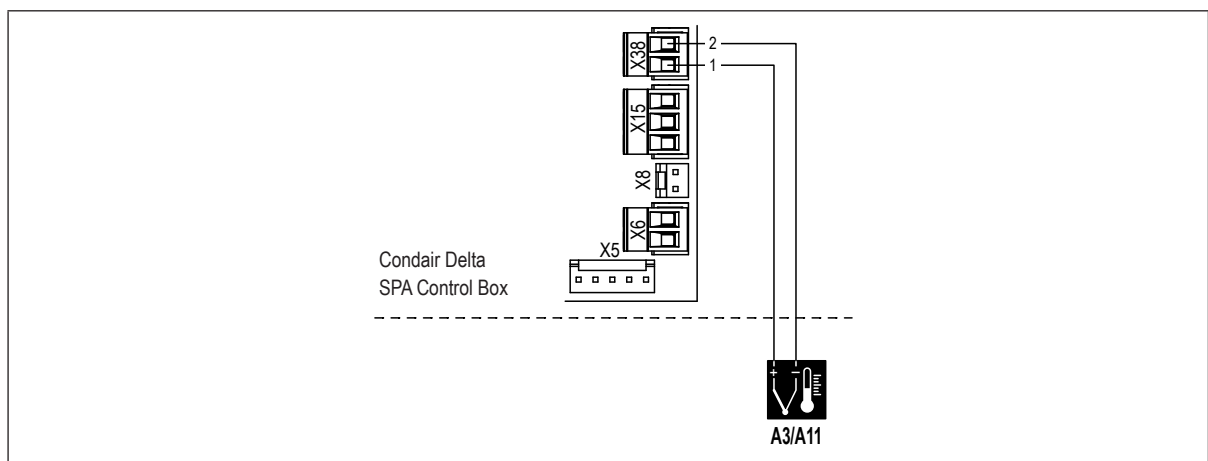 X38
2
1
X15
X8
X6
X5
Condair Delta
SPA Control Box
+ –
A3/A11